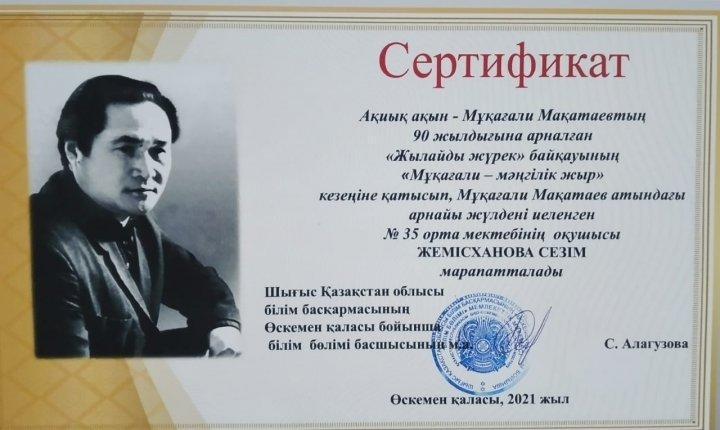 Сертификат
Ақиық ақын - Мұқағали Мақатаевтың
90 жылдығына арналған
«Жылайды жүрек» байқауының
«Мұқағали – мәңгілік жыр»
кезеңіне қатысып, Мұқағали Мақатаев атындағы
арнайы жүлдені иеленген
№ 35 орта мектебінің оқушысы
ЖЕМІСХАНОВА СЕЗІМ
марапатталады
Шығыс Қазақстан облысы
білім басқармасының
Өскемен қаласы бойынша
білім бөлімі басшысының м.а.
С. Алагузова
Өскемен қаласы, 2021 жыл